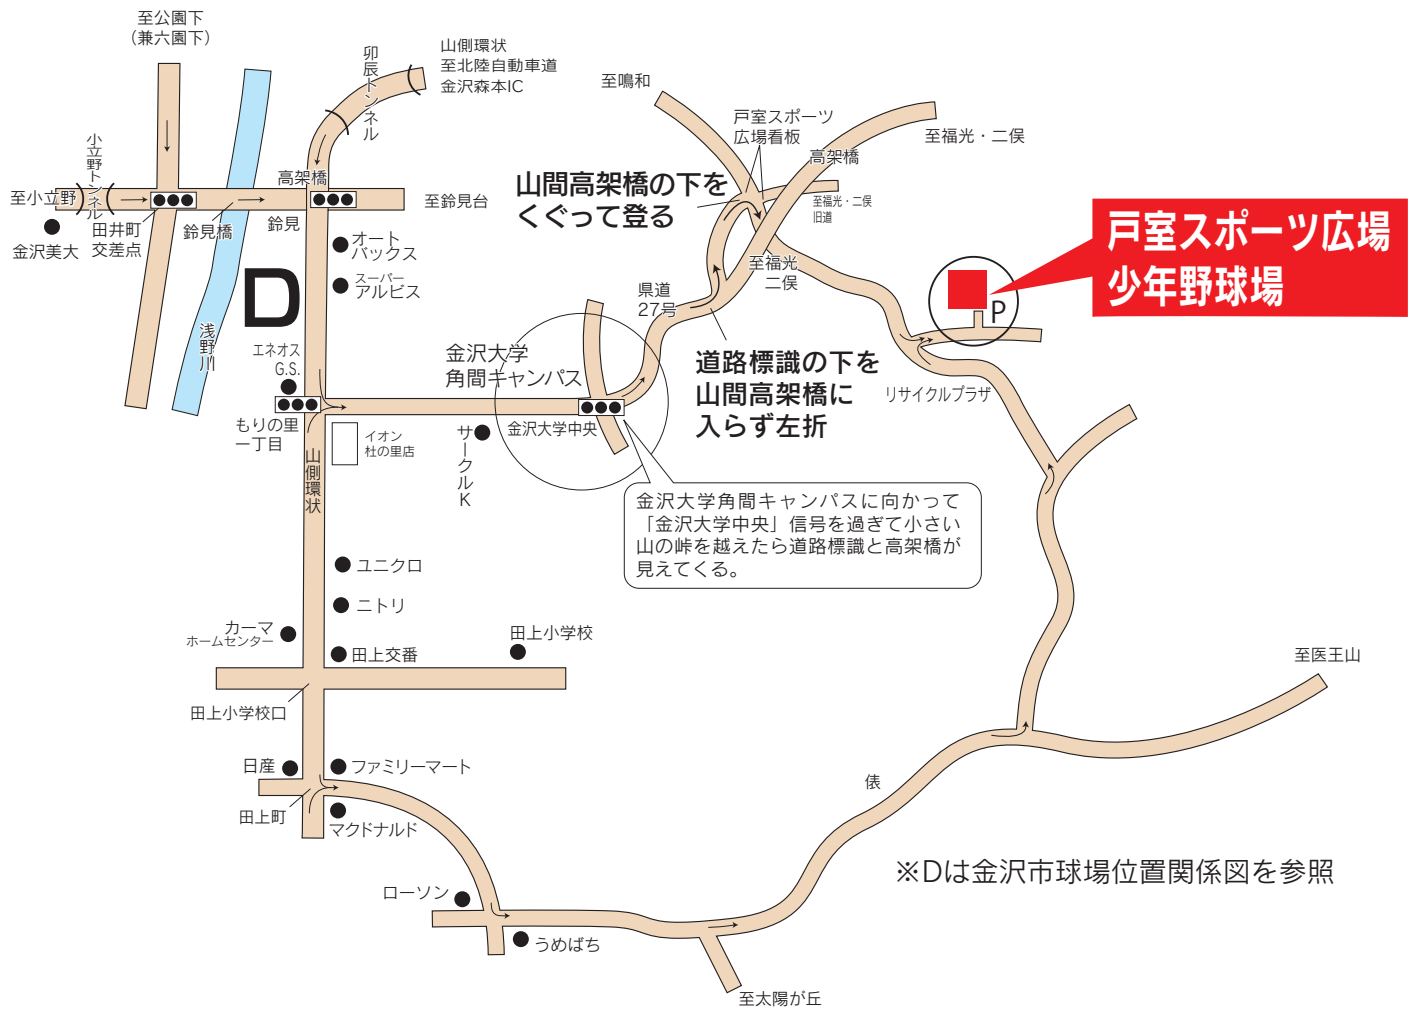 至公園下
（兼六園下）
山側環状
至北陸自動車道
金沢森本IC
卯辰トンネル
至鳴和
戸室スポーツ
広場看板
高架橋
至福光・二俣
小立野トンネル
至小立野
金沢美大
田井町
交差点
鈴見橋
高架橋
鈴見
至鈴見台
山間高架橋の下を
くぐって登る
至福光・二俣
旧道
戸室スポーツ広場
少年野球場
オート
バックス
スーパー
アルビス
D
浅野川
至福光
二俣
県道
27号
P
エネオス
G.S.
金沢大学
角間キャンパス
道路標識の下を
山間高架橋に
入らず左折
リサイクルプラザ
もりの里
一丁目
イオン
杜の里店
サークルK
金沢大学中央
山側環状
金沢大学角間キャンパスに向かって
「金沢大学中央」信号を過ぎて小さい
山の峠を越えたら道路標識と高架橋が
見えてくる。
ユニクロ
ニトリ
カーマ
ホームセンター
田上交番
田上小学校
田上小学校口
至医王山
日産
ファミリーマート
田上町
マクドナルド
俵
※Dは金沢市球場位置関係図を参照
ローソン
うめばち
至太陽が丘